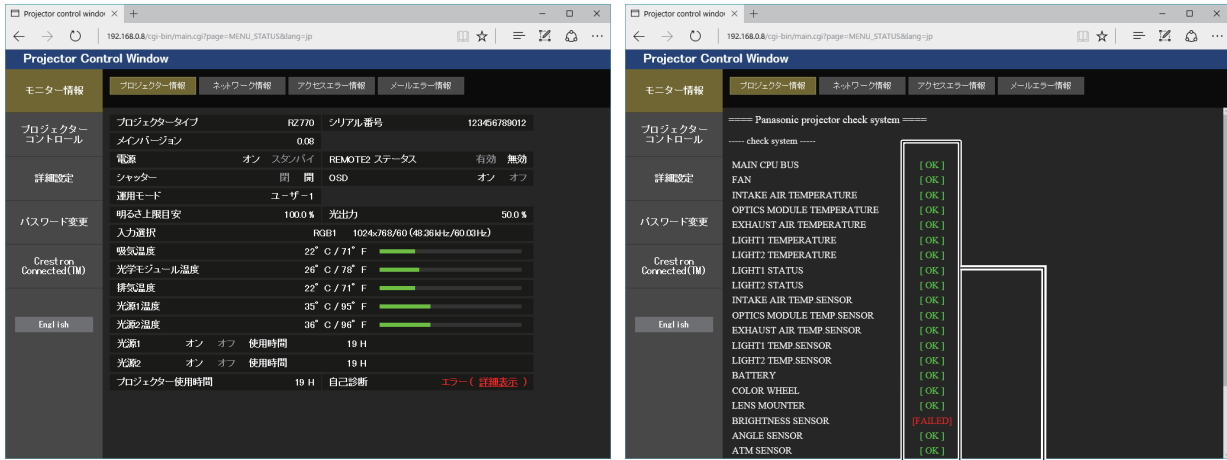 Projector control windov
192.168.0.8/cgi-bin/main.cgi?page=MENU_STATUS&lang=jp
Projector Control Window
モニター情報
プロジェクター
コントロール
詳細設定
パスワード変更
Crestron
Connected(TM)
English
プロジェクター情報 ネットワーク情報 アクセスエラー情報 メールエラー情報
プロジェクタータイプ RZ770 シリアル番号 123456789012
メインバージョン 0.08
電源 オン スタンバイ REMOTE2 ステータス 有効 無効
シャッター 閉 開 OSD オン オフ
運用モード ユーザー1
明るさ上限目安 100.0 % 光出力 50.0 %
入力選択 RGB1 1024x768/60 (48.36kHz/60.03Hz)
吸気温度 22° C / 71° F
光学モジュール温度 26° C / 78° F
排気温度 22° C / 71° F
光源1温度 35° C / 95° F
光源2温度 36° C / 96° F
光源1 オン オフ 使用時間 19 H
光源2 オン オフ 使用時間 19 H
プロジェクター使用時間 19 H 自己診断 エラー ( 詳細表示 )
Projector control windov
192.168.0.8/cgi-bin/main.cgi?page=MENU_STATUS&lang=jp
Projector Control Window
モニター情報
プロジェクター
コントロール
詳細設定
パスワード変更
Crestron
Connected(TM)
English
プロジェクター情報 ネットワーク情報 アクセスエラー情報 メールエラー情報
==== Panasonic projector check system ====
----- check system -----
MAIN CPU BUS [ OK ]
FAN [ OK ]
INTAKE AIR TEMPERATURE [ OK ]
OPTICS MODULE TEMPERATURE [ OK ]
EXHAUST AIR TEMPERATURE [ OK ]
LIGHT1 TEMPERATURE [ OK ]
LIGHT2 TEMPERATURE [ OK ]
LIGHT1 STATUS [ OK ]
LIGHT2 STATUS [ OK ]
INTAKE AIR TEMP.SENSOR [ OK ]
OPTICS MODULE TEMP.SENSOR [ OK ]
EXHAUST AIR TEMP.SENSOR [ OK ]
LIGHT1 TEMP.SENSOR [ OK ]
LIGHT2 TEMP.SENSOR [ OK ]
BATTERY [ OK ]
COLOR WHEEL [ OK ]
LENS MOUNTER [ OK ]
BRIGHTNESS SENSOR [FAILED]
ANGLE SENSOR [ OK ]
ATM SENSOR [ OK ]